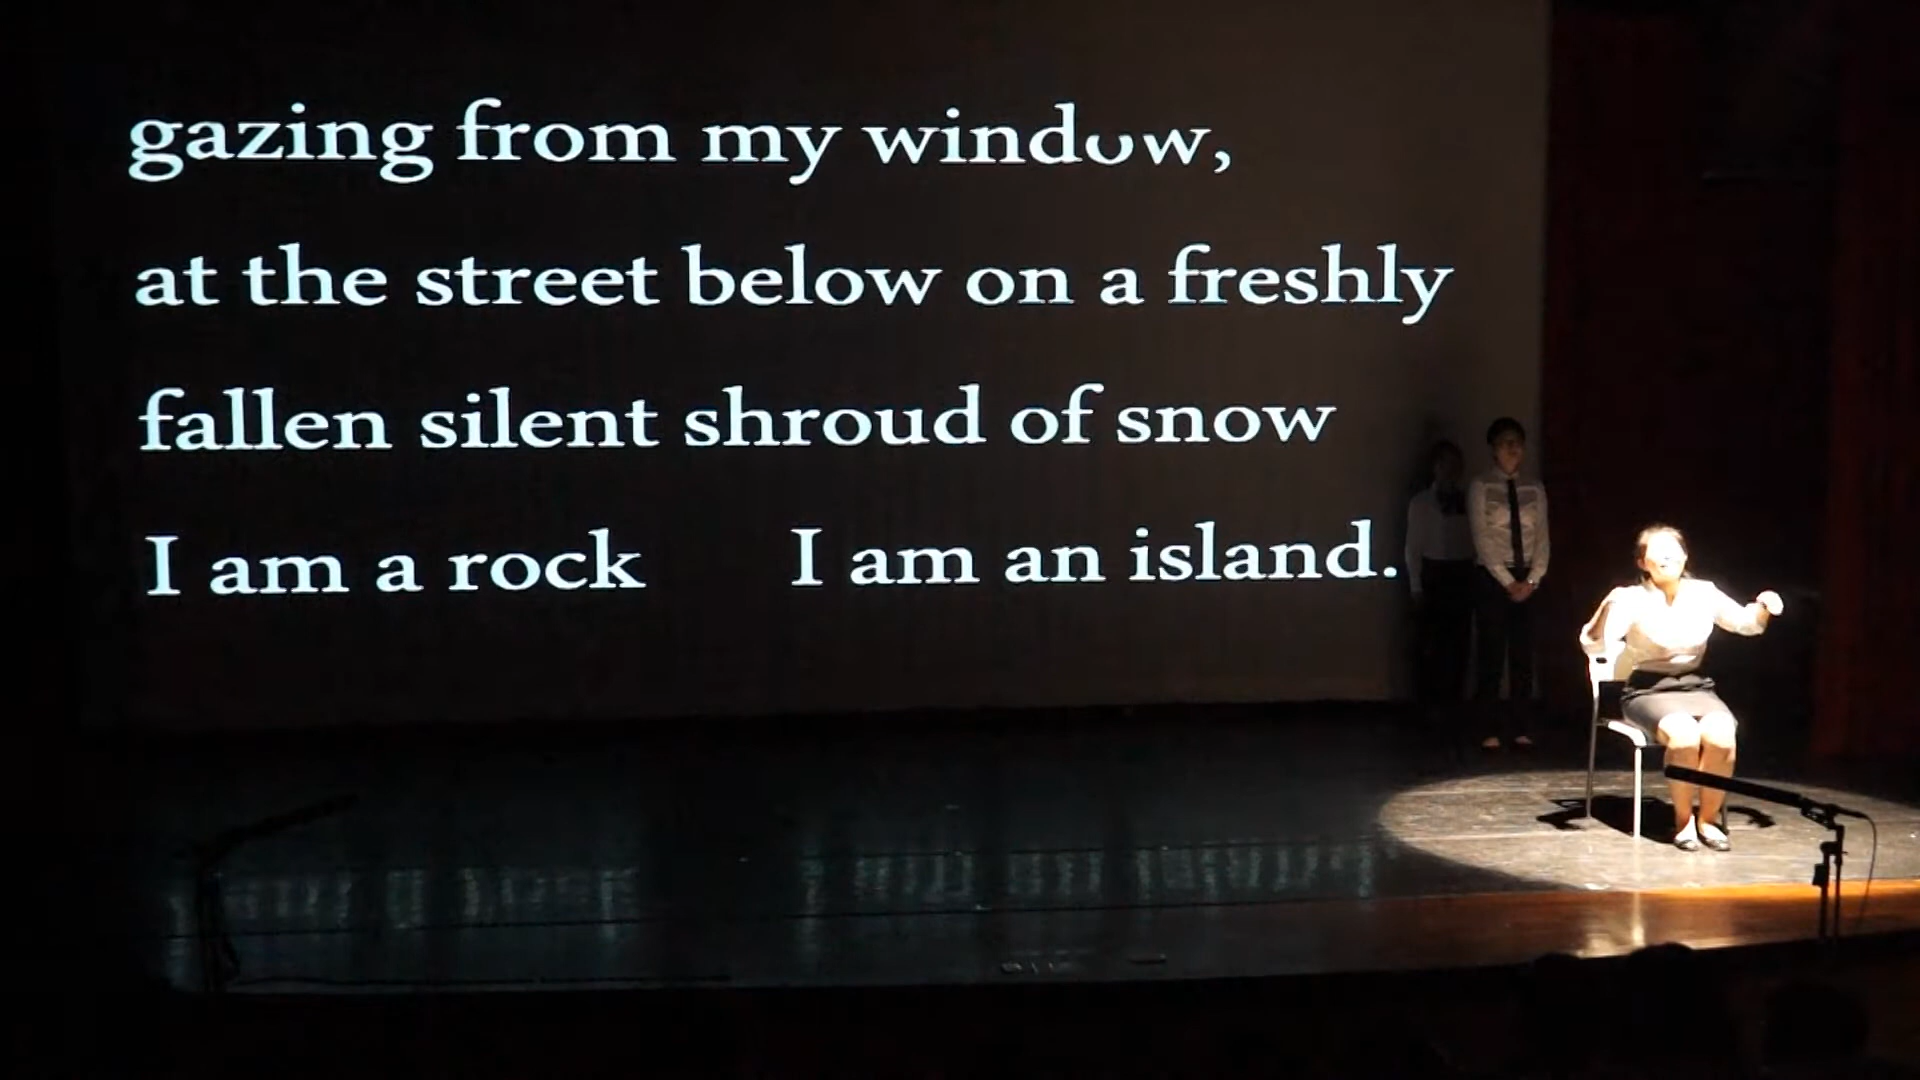 gazing from my window,
at the street below on a freshly
fallen silent shroud of snow
I am a rock I am an island.